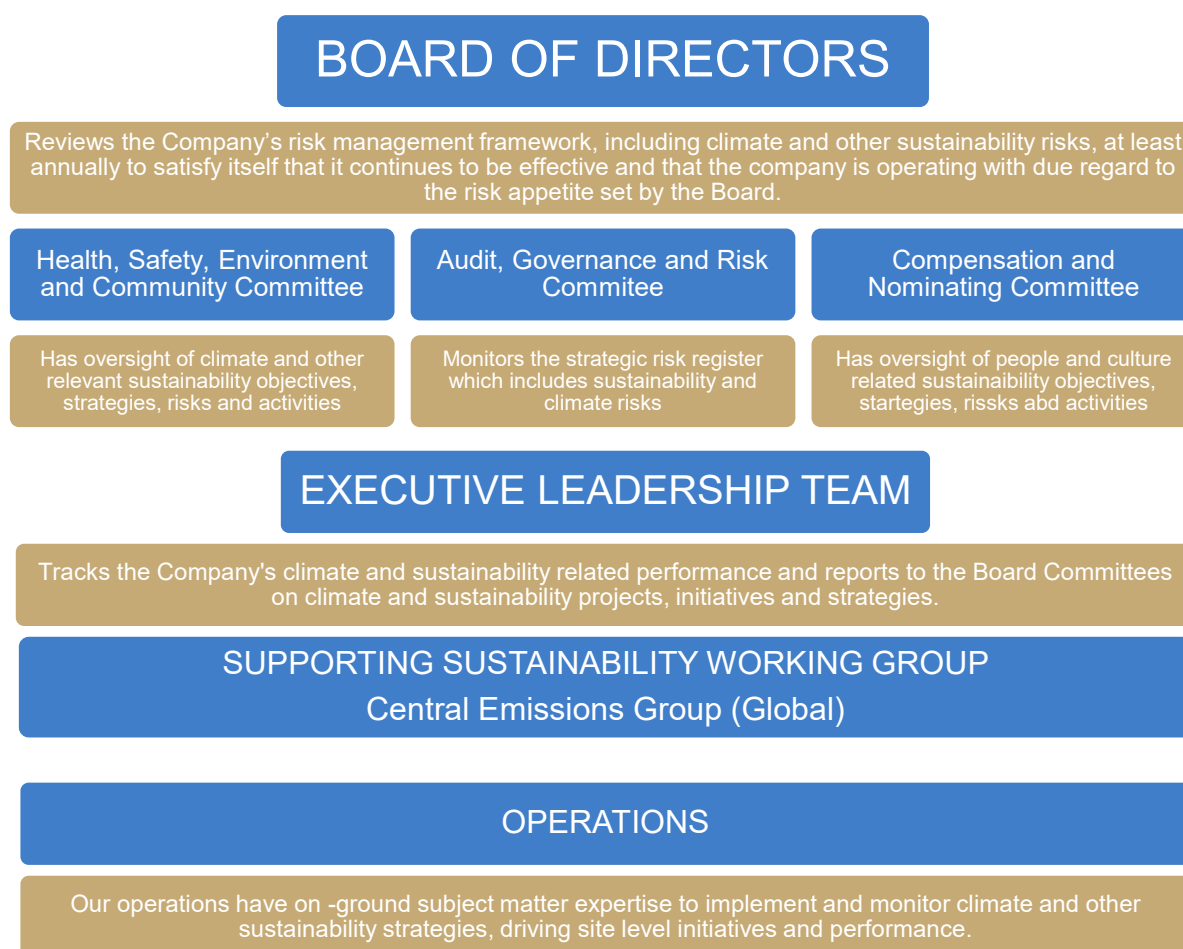 BOARD OF DIRECTORS
Reviews the Company's risk management framework, including climate and other sustainability risks, at least
annually to satisfy itself that it continues to be effective and that the company is operating with due regard to
the risk appetite set by the Board.
Health, Safety, Environment
and Community Committee
Audit, Governance and Risk
Commitee
Compensation and
Nominating Committee
Has oversight of climate and other
relevant sustainability objectives,
strategies, risks and activities
Monitors the strategic risk register
which includes sustainability and
climate risks
Has oversight of people and culture
related sustainaibility objectives,
startegies, rissks abd activities
EXECUTIVE LEADERSHIP TEAM
Tracks the Company's climate and sustainability related performance and reports to the Board Committees
on climate and sustainability projects, initiatives and strategies.
SUPPORTING SUSTAINABILITY WORKING GROUP
Central Emissions Group (Global)
OPERATIONS
Our operations have on -ground subject matter expertise to implement and monitor climate and other
sustainability strategies, driving site level initiatives and performance.